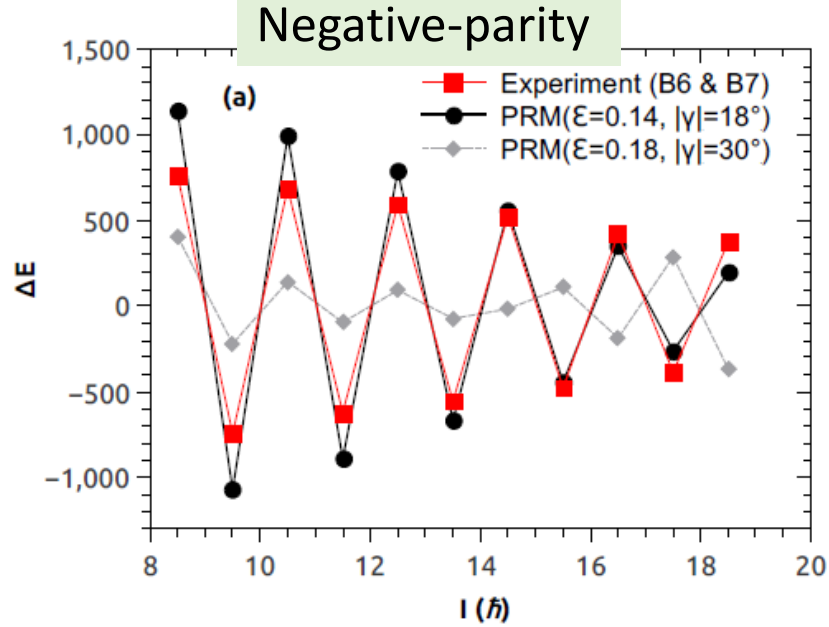 Negative-parity
(a)
Experiment (B6 & B7)
PRM(Ɛ=0.14, |γ|=18°)
PRM(Ɛ=0.18, |γ|=30°)
ΔE
1,500
1,000
500
0
−500
−1,000
8 10 12 14 16 18 20
I (ℏ)